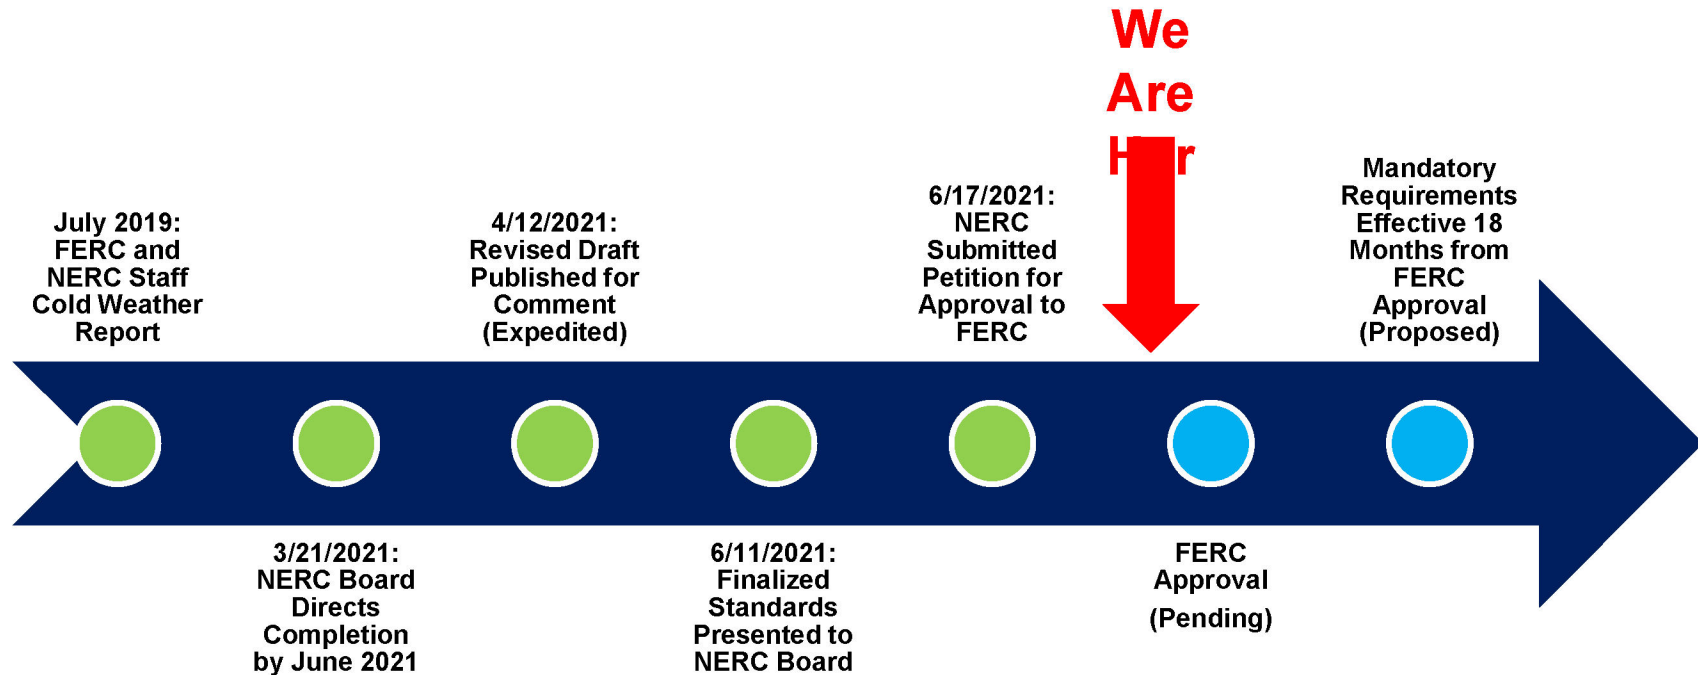 We
Are
July 2019:
FERC and
NERC Staff
Cold Weather
Report
3/21/2021:
NERC Board
Directs
Completion
by June 2021
4/12/2021:
Revised Draft
Published for
Comment
(Expedited)
6/11/2021:
Finalized
Standards
Presented to
NERC Board
6/17/2021:
NERC
Submitted
Petition for
Approval to
FERC
FERC
Approval
(Pending)
Mandatory
Requirements
Effective 18
Months from
FERC
Approval
(Proposed)